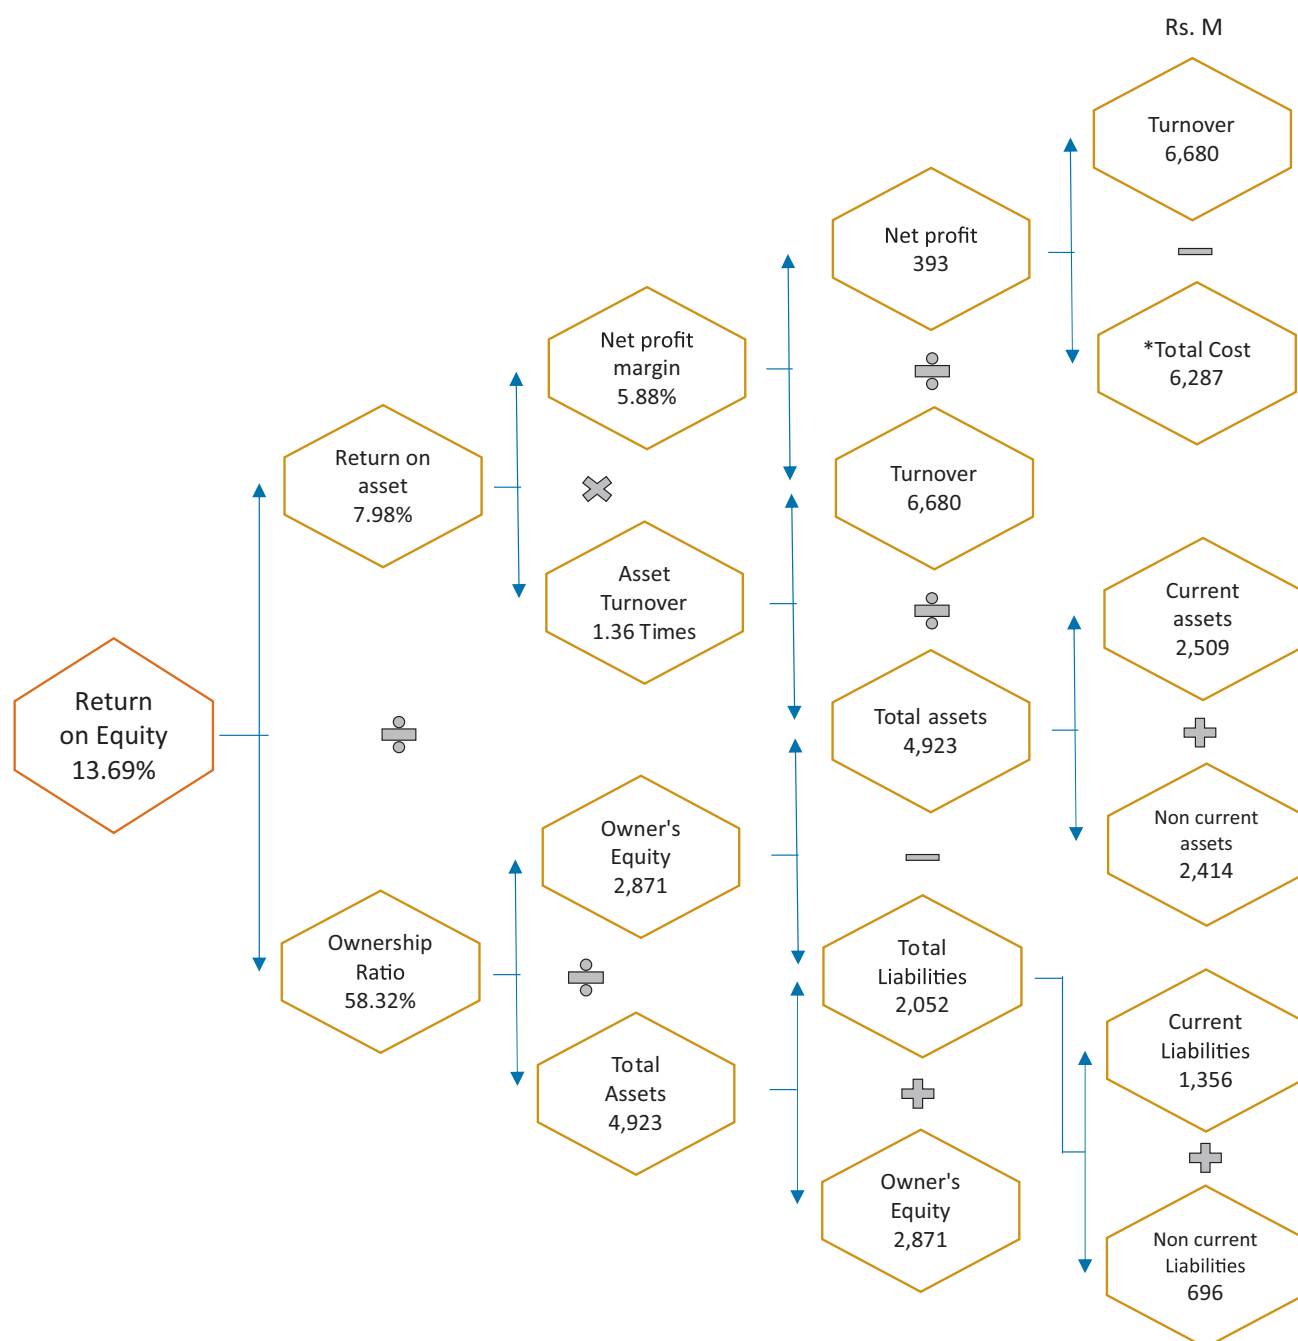 Rs. M
Turnover
6,680
Net profit
393
*Total Cost
6,287
Net profit
margin
5.88%
Return on
asset
7.98%
Turnover
6,680
Asset
Turnover
1.36 Times
Current
assets
2,509
Return
on Equity
13.69%
Total assets
4,923
Non current
assets
2,414
Owner's
Equity
2,871
Ownership
Ratio
58.32%
Total
Liabilities
2,052
Current
Liabilities
1,356
Total
Assets
4,923
Owner's
Equity
2,871
Non current
Liabilities
696